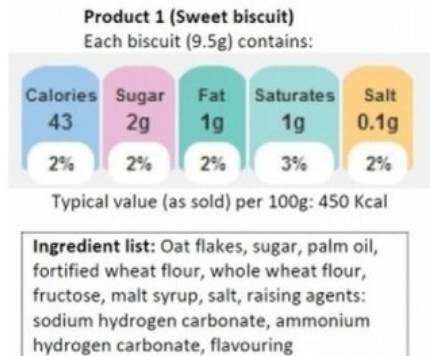 Product 1 (Sweet biscuit)
Each biscuit (9.5g) contains:
Calories Sugar Fat Saturates Salt
43 2g 1g 1g 0.1g
2% 2% 2% 3% 2%
Typical value (as sold) per 100g: 450 Kcal
Ingredient list: Oat flakes, sugar, palm oil,
fortified wheat flour, whole wheat flour,
fructose, malt syrup, salt, raising agents:
sodium hydrogen carbonate, ammonium
hydrogen carbonate, flavouring